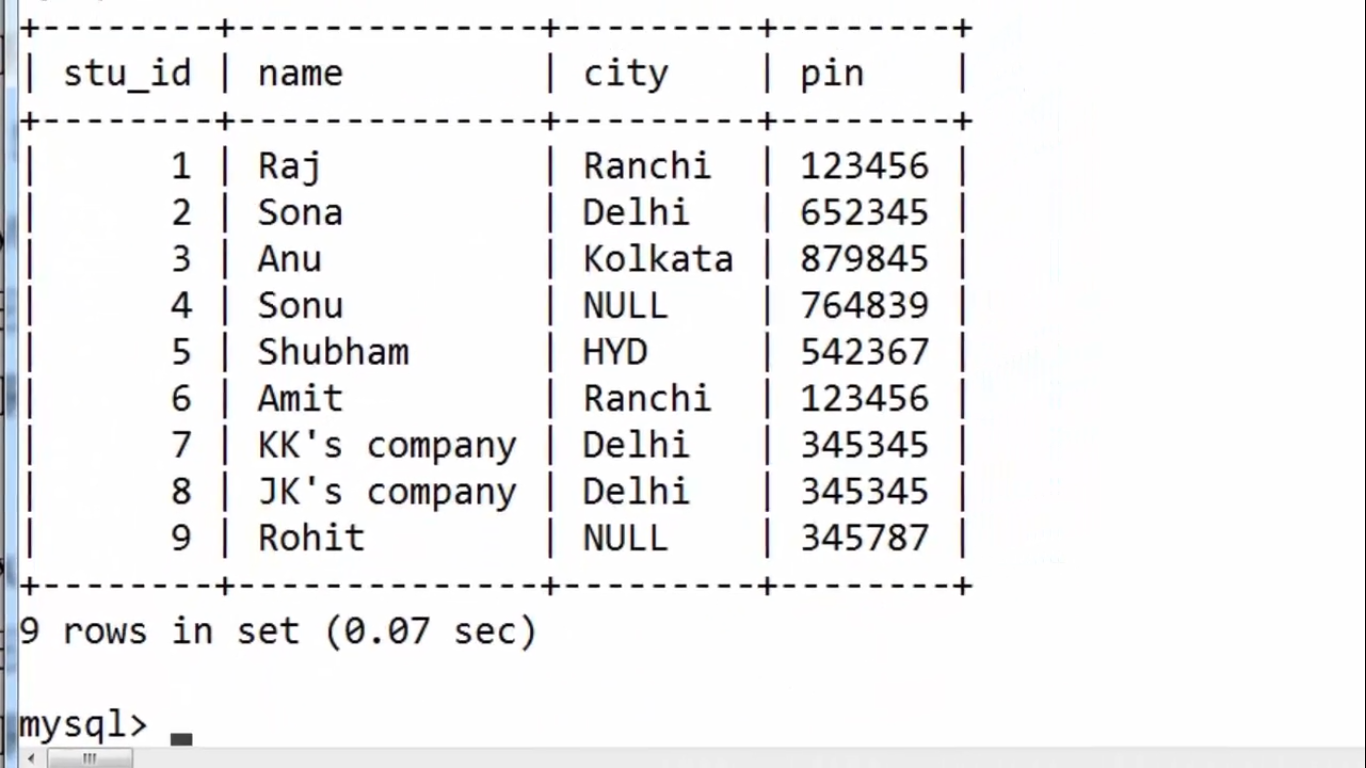 +--------+--------------+---------+--------+
| stu_id | name         | city    | pin    |
+--------+--------------+---------+--------+
|      1 | Raj          | Ranchi  | 123456 |
|      2 | Sona         | Delhi   | 652345 |
|      3 | Anu          | Kolkata | 879845 |
|      4 | Sonu         | NULL    | 764839 |
|      5 | Shubham      | HYD     | 542367 |
|      6 | Amit         | Ranchi  | 123456 |
|      7 | KK's company | Delhi   | 345345 |
|      8 | JK's company | Delhi   | 345345 |
|      9 | Rohit        | NULL    | 345787 |
+--------+--------------+---------+--------+
9 rows in set (0.07 sec)
mysql> _